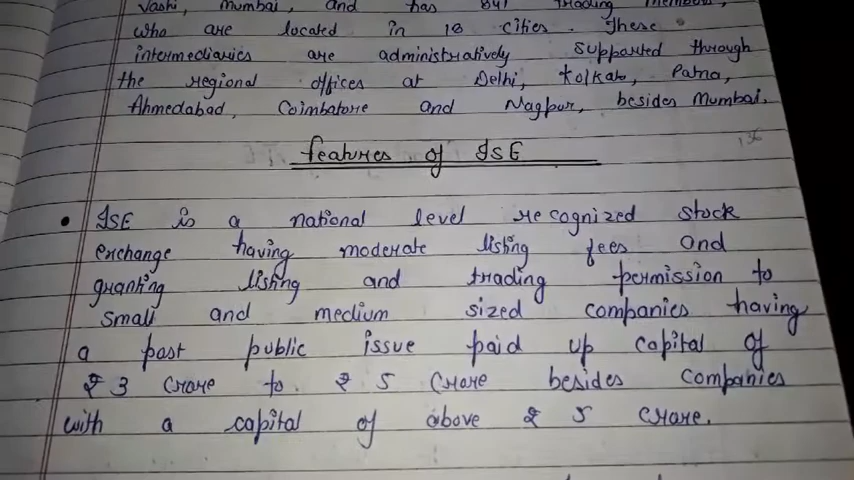 Vashi, Mumbai, and has 841 trading members,
who are located in 18 cities. These
intermediaries are administratively supported through
the regional offices at Delhi, Kolkata, Patna,
Ahmedabad, Coimbatore and Nagpur, besides Mumbai.
features of ISE
• ISE is a national level recognized stock
exchange having moderate listing fees and
granting listing and trading permission to
small and medium sized companies having
a past public issue paid up capital of
₹ 3 crore to ₹ 5 crore besides companies
with a capital of above ₹ 5 crore.